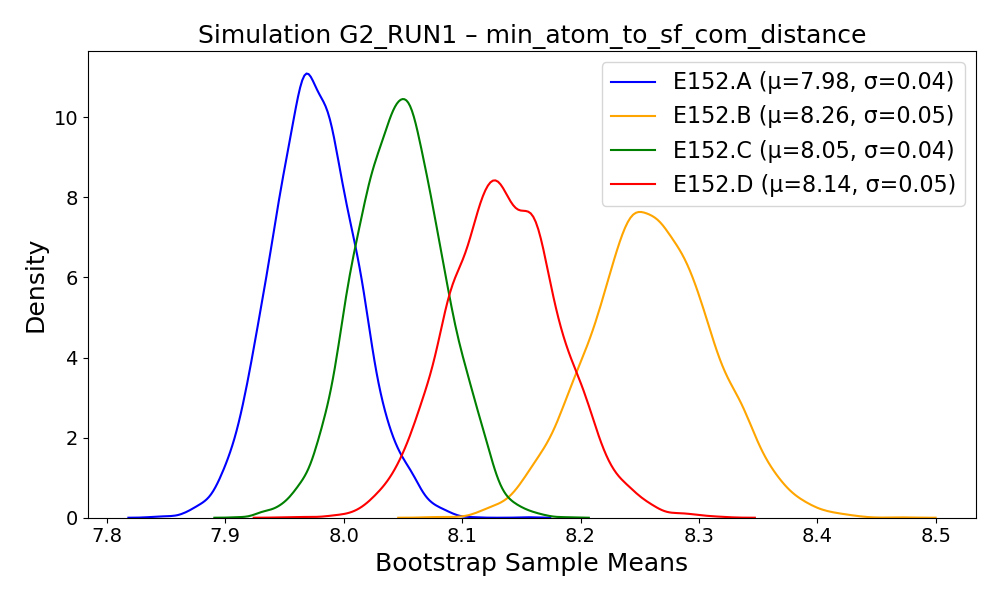 Simulation G2_RUN1 – min_atom_to_sf_com_distance
E152.A (μ=7.98, σ=0.04)
E152.B (μ=8.26, σ=0.05)
E152.C (μ=8.05, σ=0.04)
E152.D (μ=8.14, σ=0.05)
Density
10
8
6
4
2
0
7.8 7.9 8.0 8.1 8.2 8.3 8.4 8.5
Bootstrap Sample Means